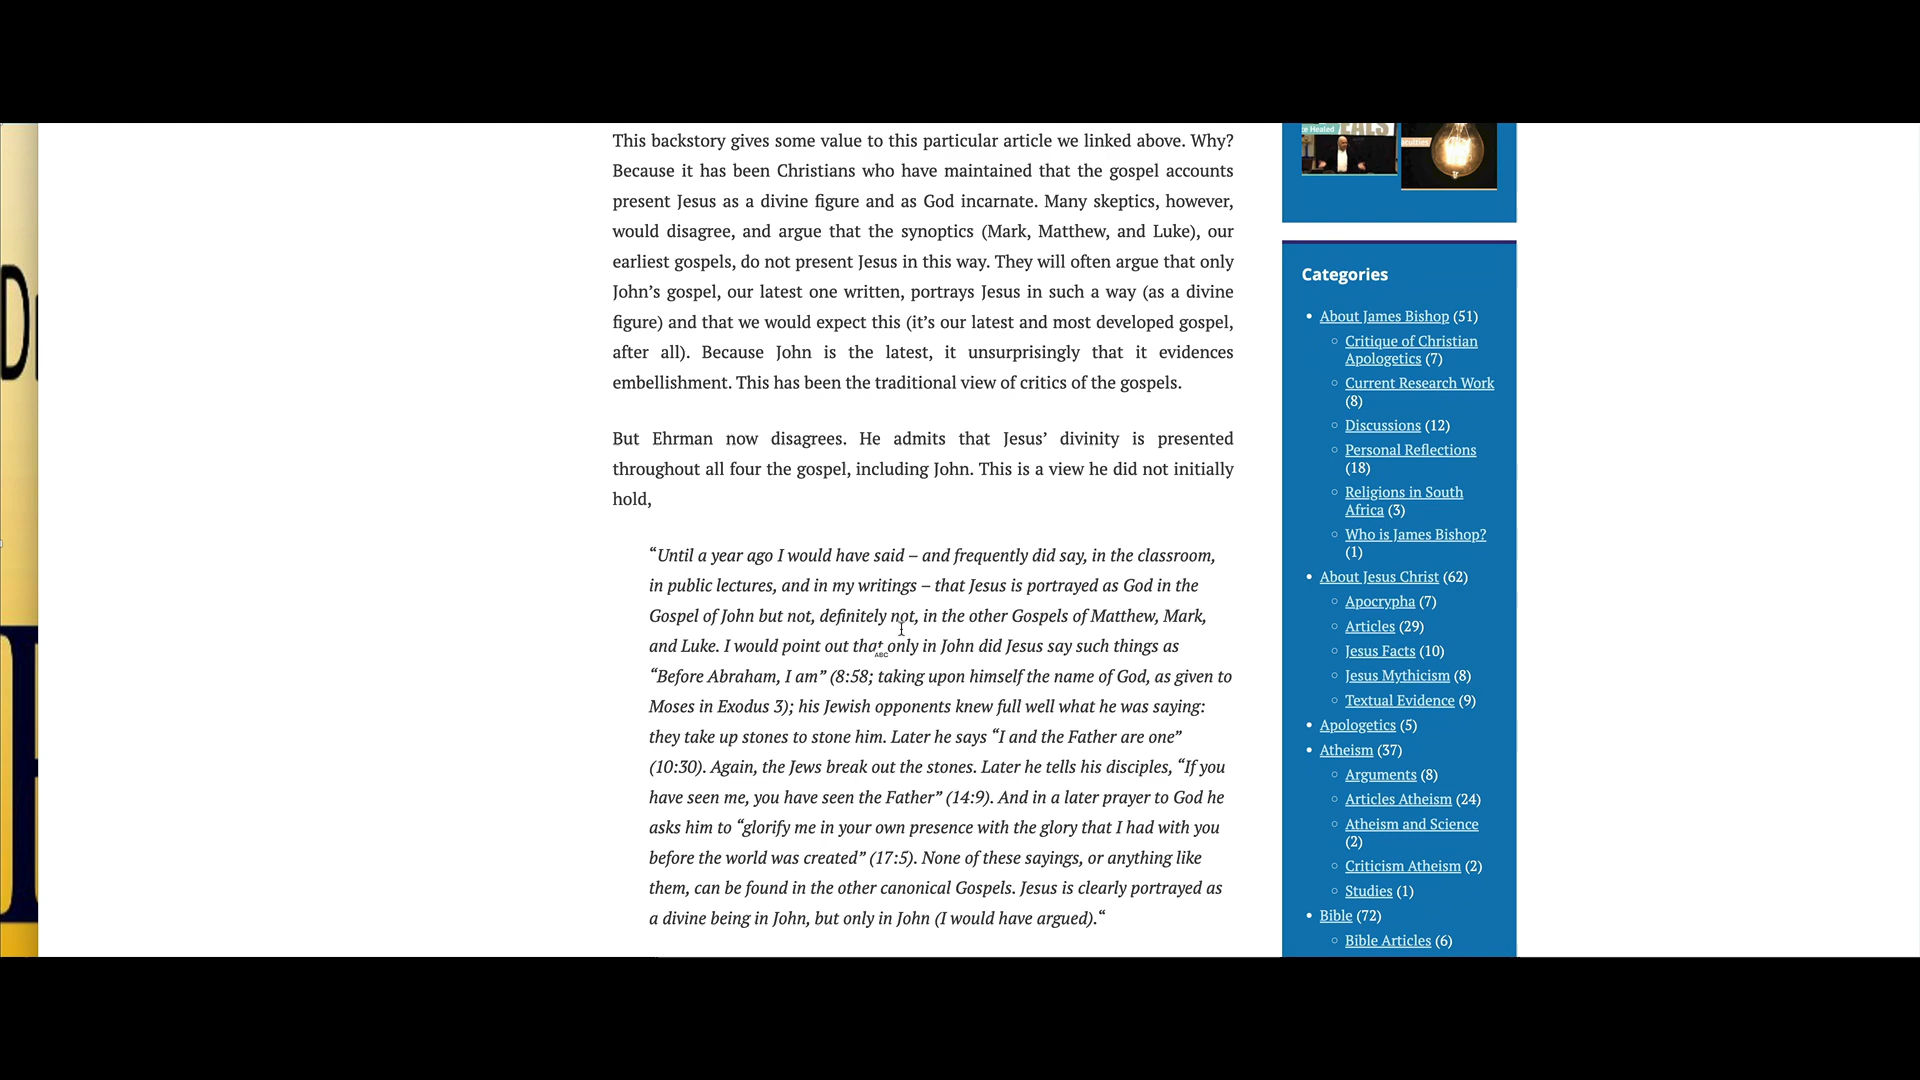 This backstory gives some value to this particular article we linked above. Why?
Because it has been Christians who have maintained that the gospel accounts
present Jesus as a divine figure and as God incarnate. Many skeptics, however,
would disagree, and argue that the synoptics (Mark, Matthew, and Luke), our
earliest gospels, do not present Jesus in this way. They will often argue that only
John’s gospel, our latest one written, portrays Jesus in such a way (as a divine
figure) and that we would expect this (it’s our latest and most developed gospel,
after all). Because John is the latest, it unsurprisingly that it evidences
embellishment. This has been the traditional view of critics of the gospels.
But Ehrman now disagrees. He admits that Jesus’ divinity is presented
throughout all four the gospel, including John. This is a view he did not initially
hold,
“Until a year ago I would have said – and frequently did say, in the classroom,
in public lectures, and in my writings – that Jesus is portrayed as God in the
Gospel of John but not, definitely not, in the other Gospels of Matthew, Mark,
and Luke. I would point out that only in John did Jesus say such things as
“Before Abraham, I am” (8:58; taking upon himself the name of God, as given to
Moses in Exodus 3); his Jewish opponents knew full well what he was saying:
they take up stones to stone him. Later he says “I and the Father are one”
(10:30). Again, the Jews break out the stones. Later he tells his disciples, “If you
have seen me, you have seen the Father” (14:9). And in a later prayer to God he
asks him to “glorify me in your own presence with the glory that I had with you
before the world was created” (17:5). None of these sayings, or anything like
them, can be found in the other canonical Gospels. Jesus is clearly portrayed as
a divine being in John, but only in John (I would have argued).“
Healed
Categories
About James Bishop (51)
Critique of Christian
Apologetics (7)
Current Research Work
(8)
Discussions (12)
Personal Reflections
(18)
Religions in South
Africa (3)
Who is James Bishop?
(1)
About Jesus Christ (62)
Apocrypha (7)
Articles (29)
Jesus Facts (10)
Jesus Mythicism (8)
Textual Evidence (9)
Apologetics (5)
Atheism (37)
Arguments (8)
Articles Atheism (24)
Atheism and Science
(2)
Criticism Atheism (2)
Studies (1)
Bible (72)
Bible Articles (6)